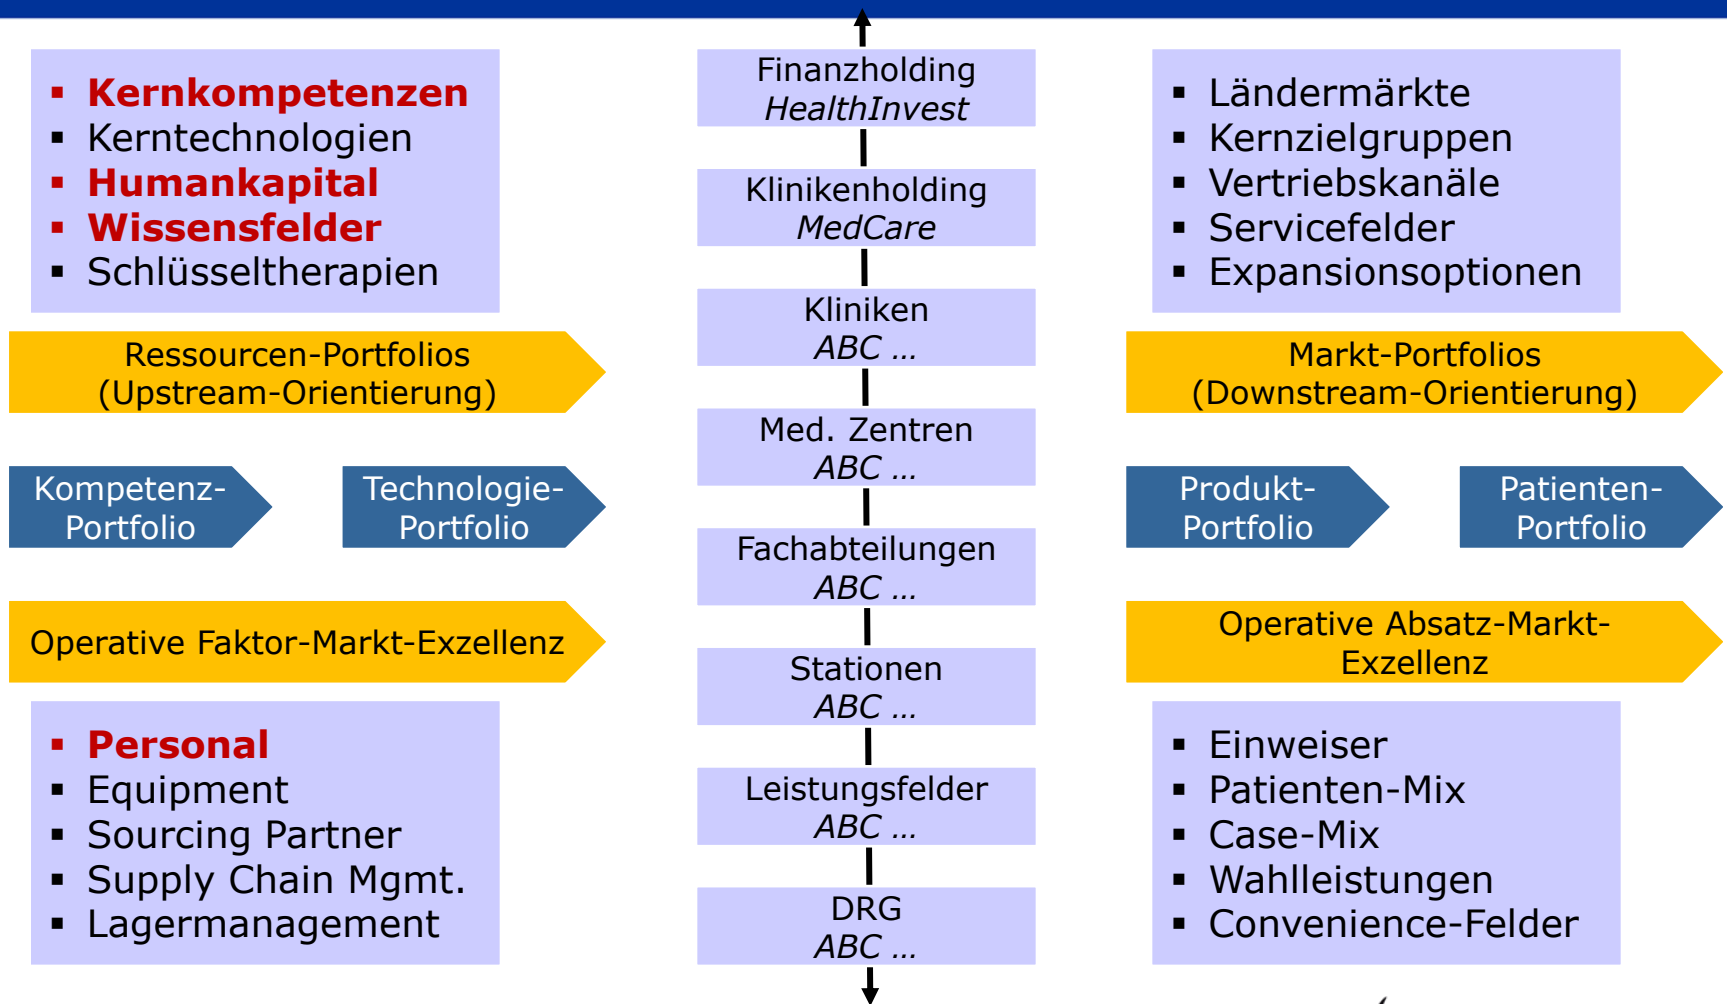 ▪ Kernkompetenzen
▪ Kerntechnologien
▪ Humankapital
▪ Wissensfelder
▪ Schlüsseltherapien
Ressourcen-Portfolios
(Upstream-Orientierung)
Kompetenz-
Portfolio
Technologie-
Portfolio
Operative Faktor-Markt-Exzellenz
▪ Personal
▪ Equipment
▪ Sourcing Partner
▪ Supply Chain Mgmt.
▪ Lagermanagement
Finanzholding
HealthInvest
Klinikenholding
MedCare
Kliniken
ABC ...
Med. Zentren
ABC ...
Fachabteilungen
ABC ...
Stationen
ABC ...
Leistungsfelder
ABC ...
DRG
ABC ...
▪ Ländermärkte
▪ Kernzielgruppen
▪ Vertriebskanäle
▪ Servicefelder
▪ Expansionsoptionen
Markt-Portfolios
(Downstream-Orientierung)
Produkt-
Portfolio
Patienten-
Portfolio
Operative Absatz-Markt-
Exzellenz
▪ Einweiser
▪ Patienten-Mix
▪ Case-Mix
▪ Wahlleistungen
▪ Convenience-Felder